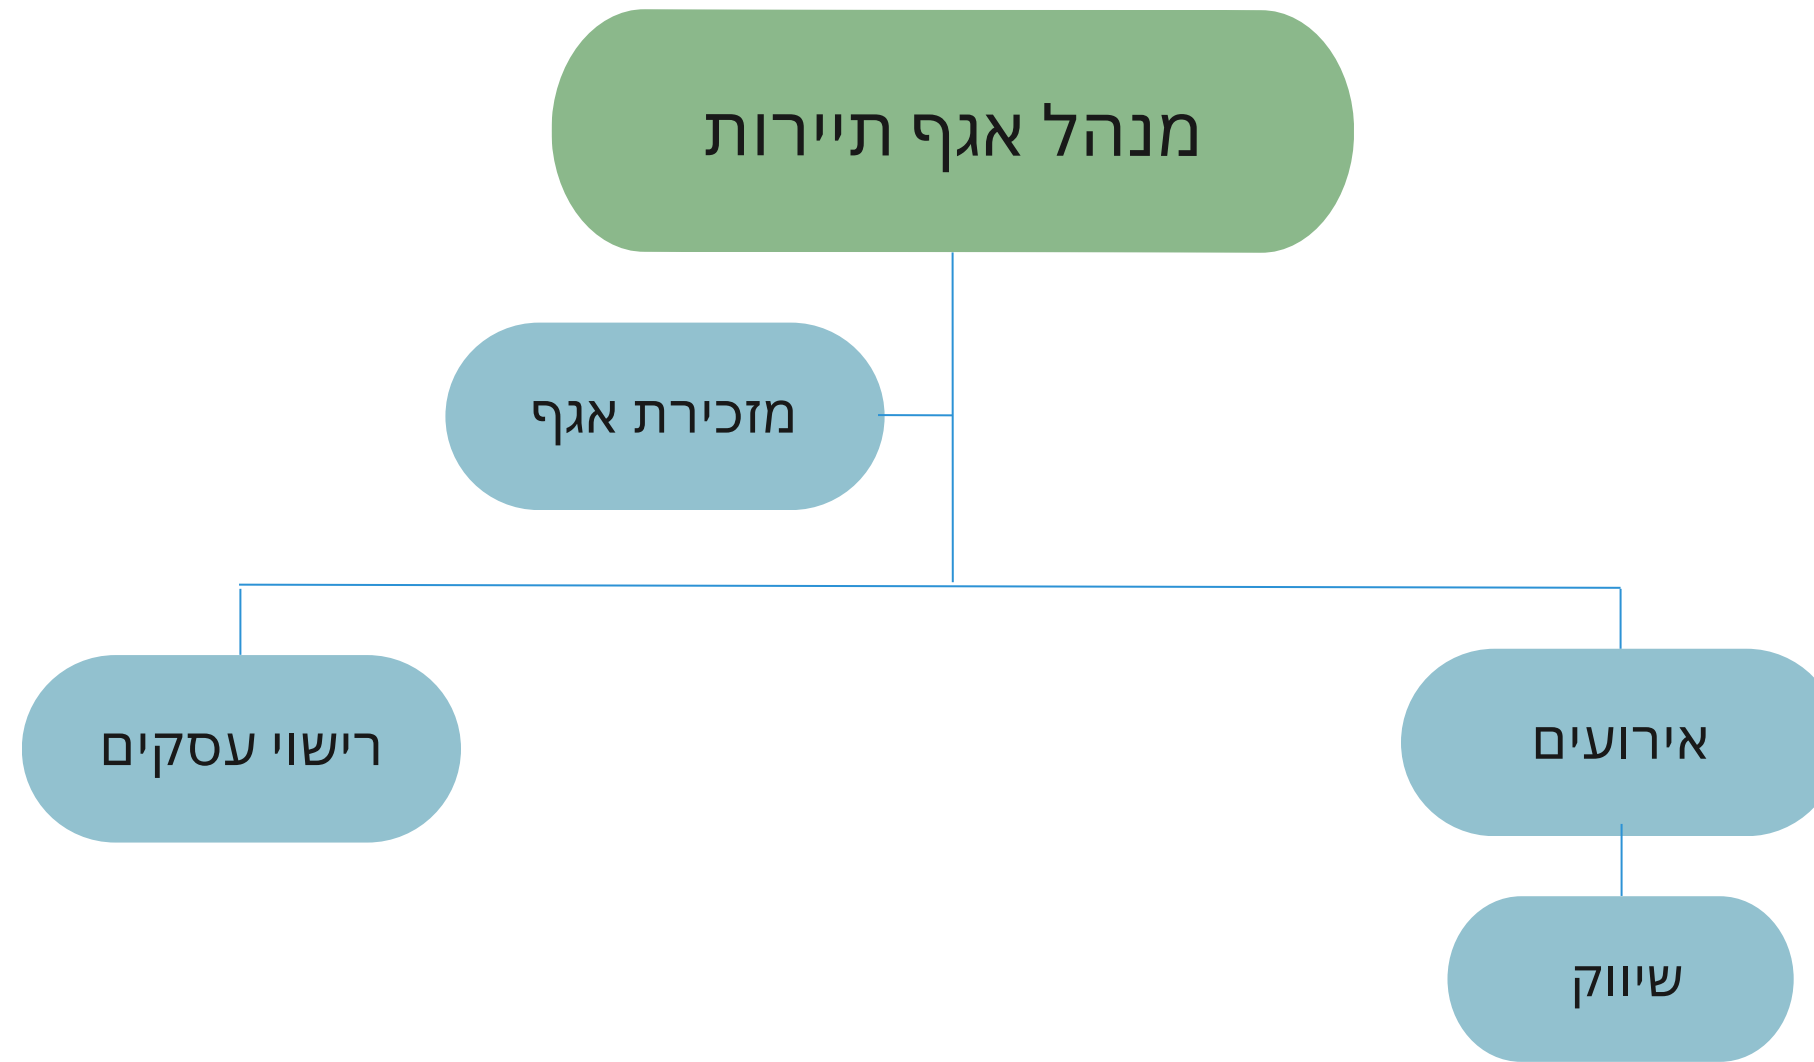 מנהל אגף תיירות
מזכירת אגף
אירועים
רישוי עסקים
שיווק